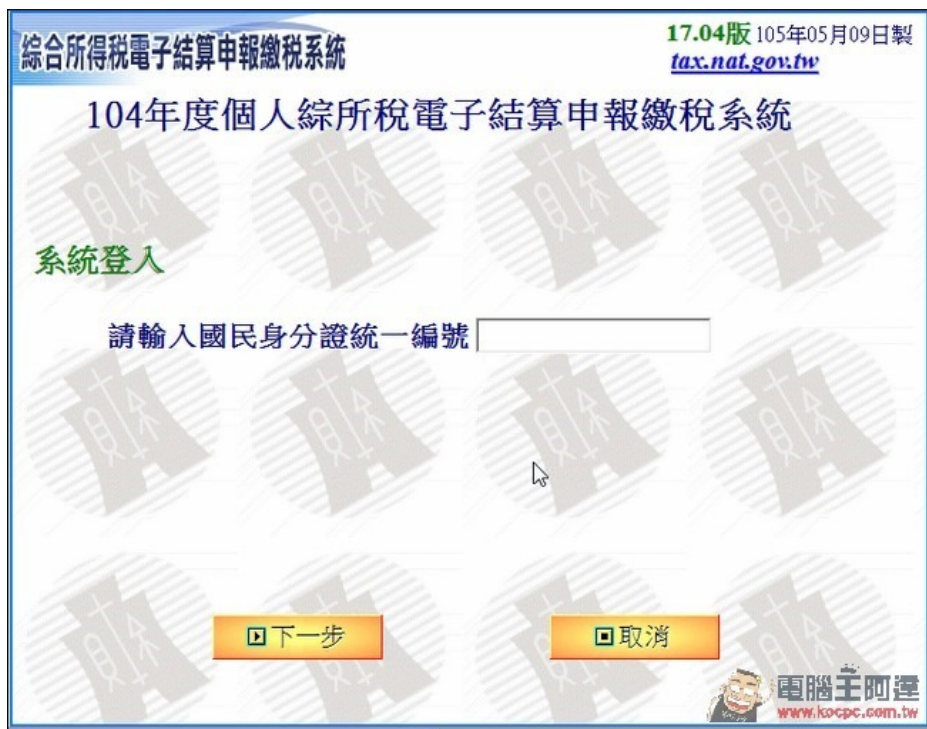 綜合所得稅電子結算申報繳稅系統
17.04版 105年05月09日製
tax.nat.gov.tw
104年度個人綜所稅電子結算申報繳稅系統
系統登入
請輸入國民身分證統一編號
下一步
取消
電腦王阿達
www.kocpc.com.tw